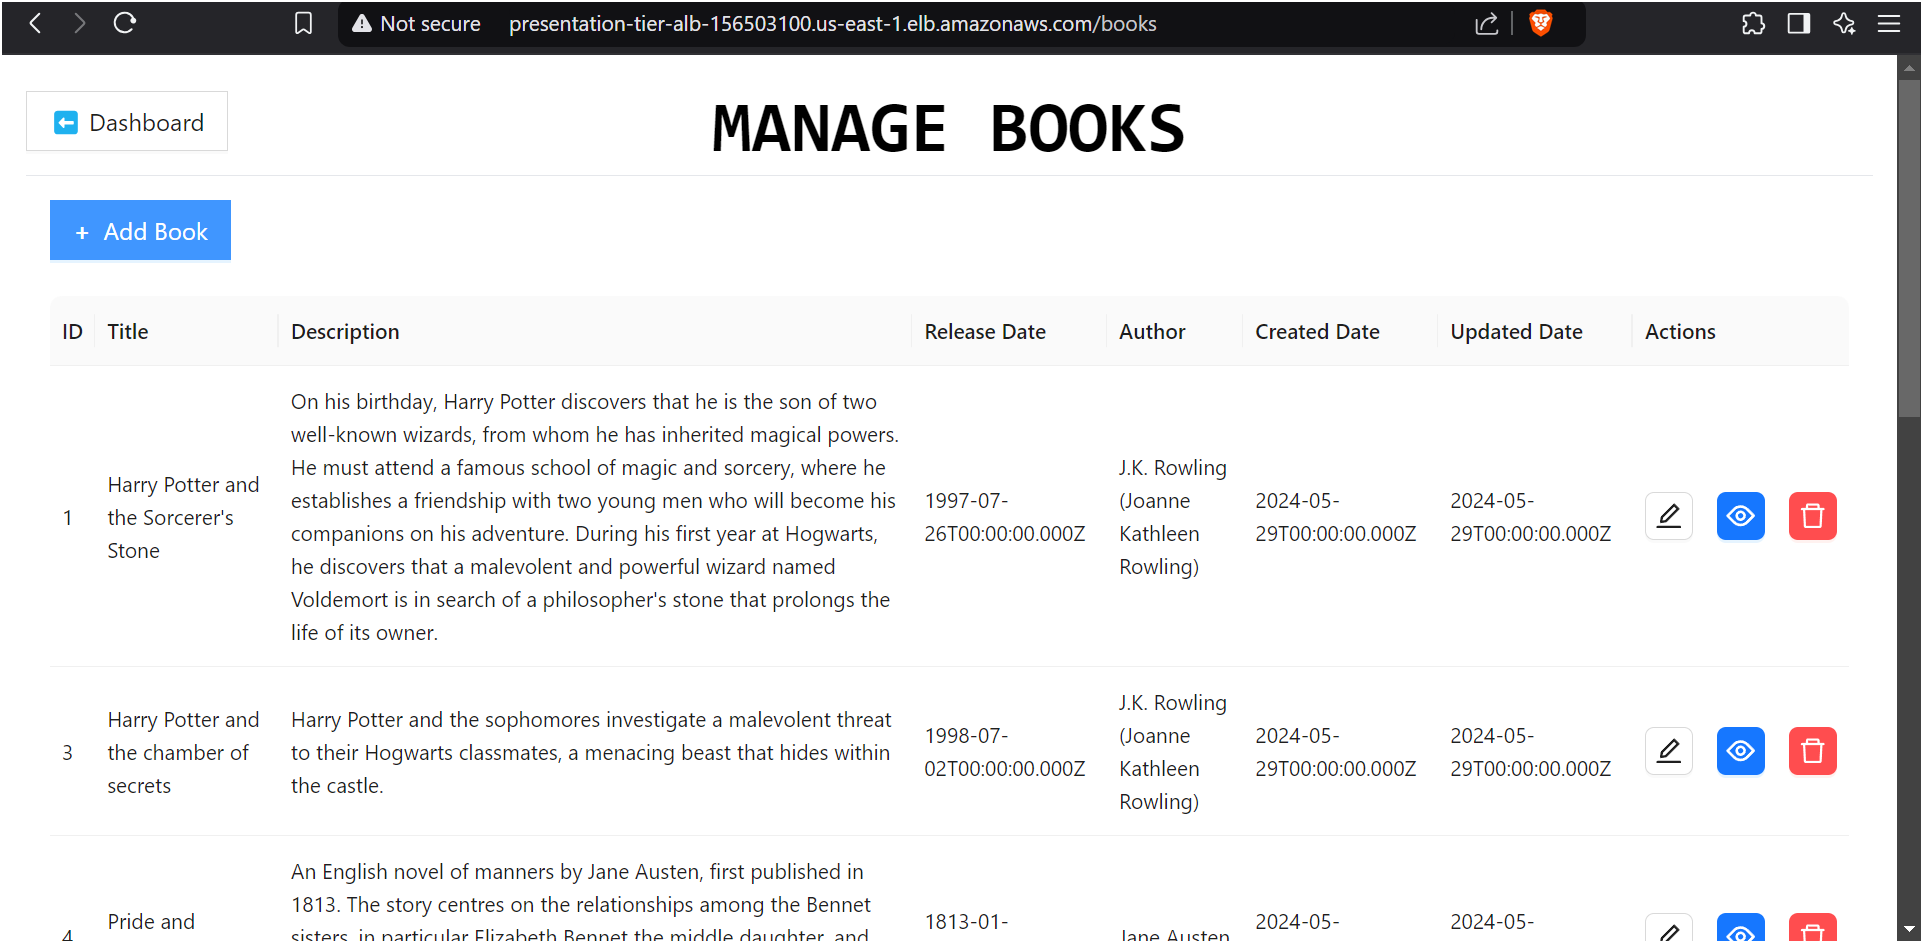 Not secure presentation-tier-alb-156503100.us-east-1.elb.amazonaws.com/books
Dashboard
MANAGE BOOKS
+ Add Book
ID Title Description Release Date Author Created Date Updated Date Actions
1
Harry Potter and
the Sorcerer's
Stone
On his birthday, Harry Potter discovers that he is the son of two
well-known wizards, from whom he has inherited magical powers.
He must attend a famous school of magic and sorcery, where he
establishes a friendship with two young men who will become his
companions on his adventure. During his first year at Hogwarts,
he discovers that a malevolent and powerful wizard named
Voldemort is in search of a philosopher's stone that prolongs the
life of its owner.
1997-07-
26T00:00:00.000Z
J.K. Rowling
(Joanne
Kathleen
Rowling)
2024-05-
29T00:00:00.000Z
2024-05-
29T00:00:00.000Z
3
Harry Potter and
the chamber of
secrets
Harry Potter and the sophomores investigate a malevolent threat
to their Hogwarts classmates, a menacing beast that hides within
the castle.
1998-07-
02T00:00:00.000Z
J.K. Rowling
(Joanne
Kathleen
Rowling)
2024-05-
29T00:00:00.000Z
2024-05-
29T00:00:00.000Z
4
Pride and
An English novel of manners by Jane Austen, first published in
1813. The story centres on the relationships among the Bennet
sisters, in particular Elizabeth Bennet the middle daughter, and
1813-01-
Jane Austen
2024-05-
2024-05-